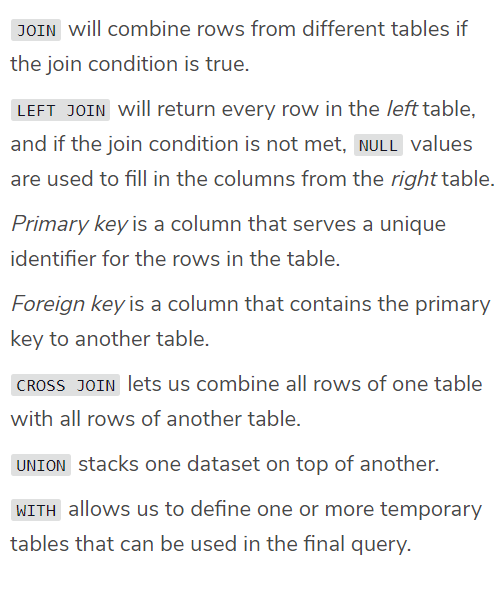 JOIN will combine rows from different tables if
the join condition is true.
LEFT JOIN will return every row in the left table,
and if the join condition is not met, NULL values
are used to fill in the columns from the right table.
Primary key is a column that serves a unique
identifier for the rows in the table.
Foreign key is a column that contains the primary
key to another table.
CROSS JOIN lets us combine all rows of one table
with all rows of another table.
UNION stacks one dataset on top of another.
WITH allows us to define one or more temporary
tables that can be used in the final query.